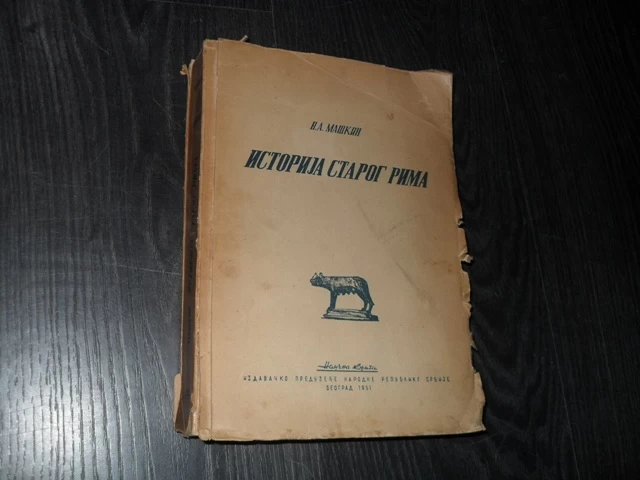 Н.А. МАШКИН
ИСТОРИЈА СТАРОГ РИМА
Научна књига
ИЗДАВАЧКО ПРЕДУЗЕЋЕ НАРОДНЕ РЕПУБЛИКЕ СРБИЈЕ
БЕОГРАД 1951